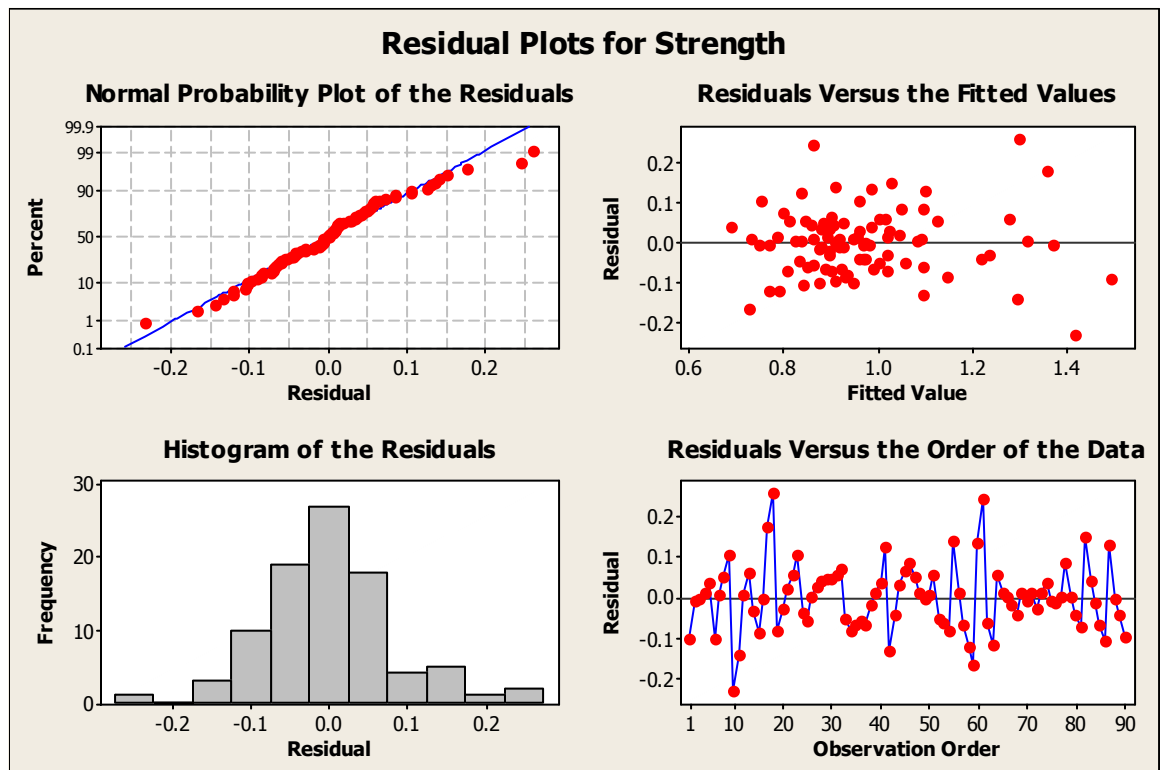 Residual Plots for Strength
Normal Probability Plot of the Residuals
99.9
99
90
50
10
1
0.1
Percent
-0.2 -0.1 0.0 0.1 0.2
Residual
Residuals Versus the Fitted Values
0.2
0.1
0.0
-0.1
-0.2
Residual
0.6 0.8 1.0 1.2 1.4
Fitted Value
Histogram of the Residuals
30
20
10
0
Frequency
-0.2 -0.1 0.0 0.1 0.2
Residual
Residuals Versus the Order of the Data
0.2
0.1
0.0
-0.1
-0.2
Residual
1 10 20 30 40 50 60 70 80 90
Observation Order